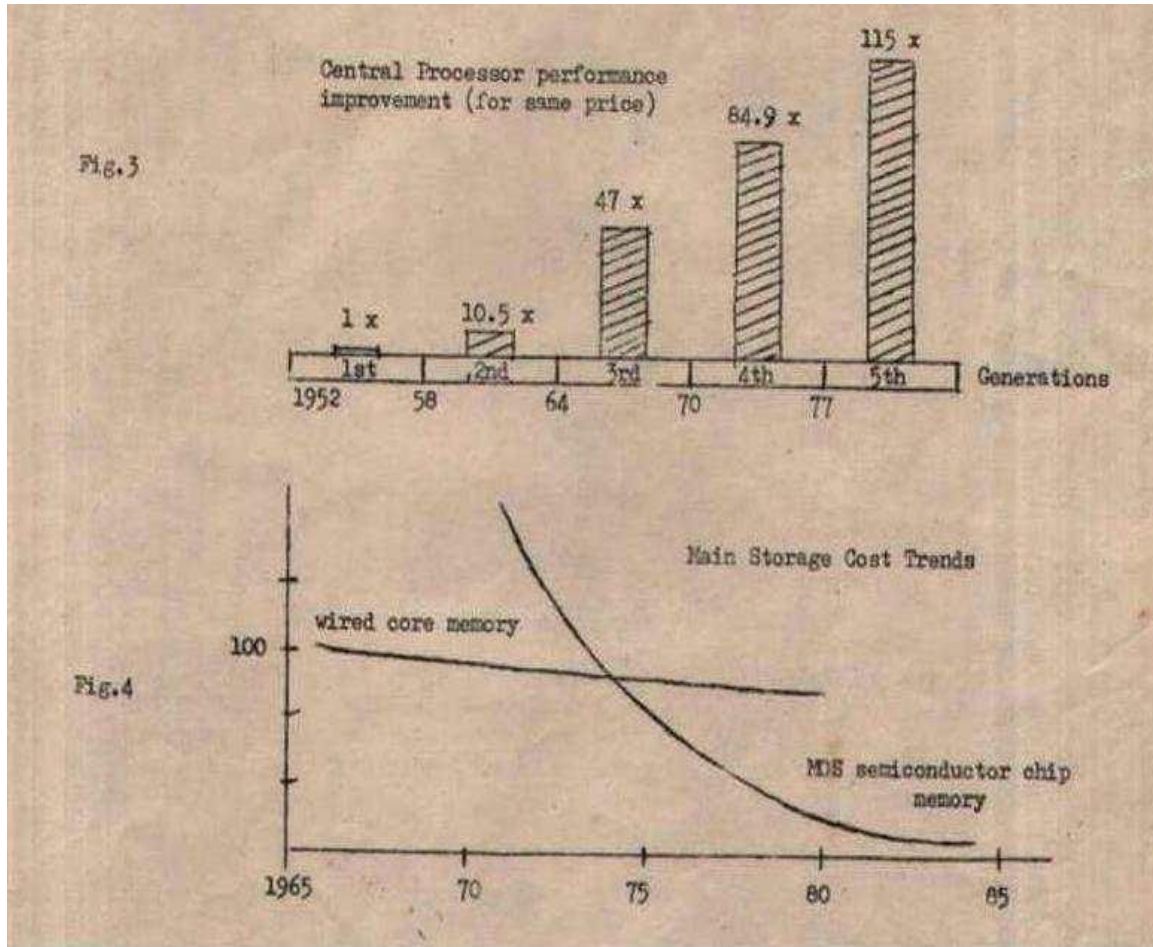 115 x
Central Processor performance
improvement (for same price)
84.9 x
Fig.3
47 x
1 x
10.5 x
1st 2nd 3rd 4th 5th Generations
1952 58 64 70 77
Main Storage Cost Trends
wired core memory
100
Fig.4
MOS semiconductor chip
memory
1965 70 75 80 85